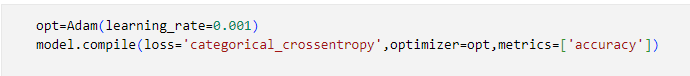 opt=Adam(learning_rate=0.001)
model.compile(loss='categorical_crossentropy',optimizer=opt,metrics=['accuracy'])